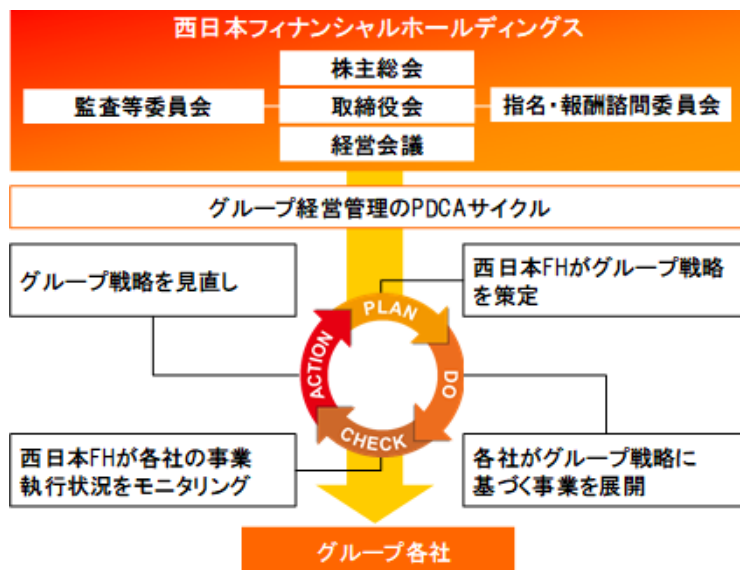 西日本フィナンシャルホールディングス
株主総会
監査等委員会
取締役会
指名・報酬諮問委員会
経営会議
グループ経営管理のPDCAサイクル
グループ戦略を見直し
西日本FHがグループ戦略
を策定
PLAN
DO
CHECK
ACTION
西日本FHが各社の事業
執行状況をモニタリング
各社がグループ戦略に
基づく事業を展開
グループ各社